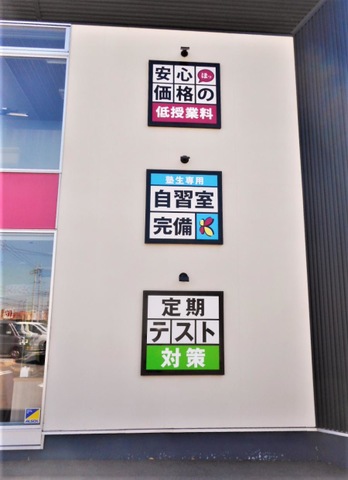 安心
価格の
低授業料
塾生専用
自習室
完備
定期
テスト
対策